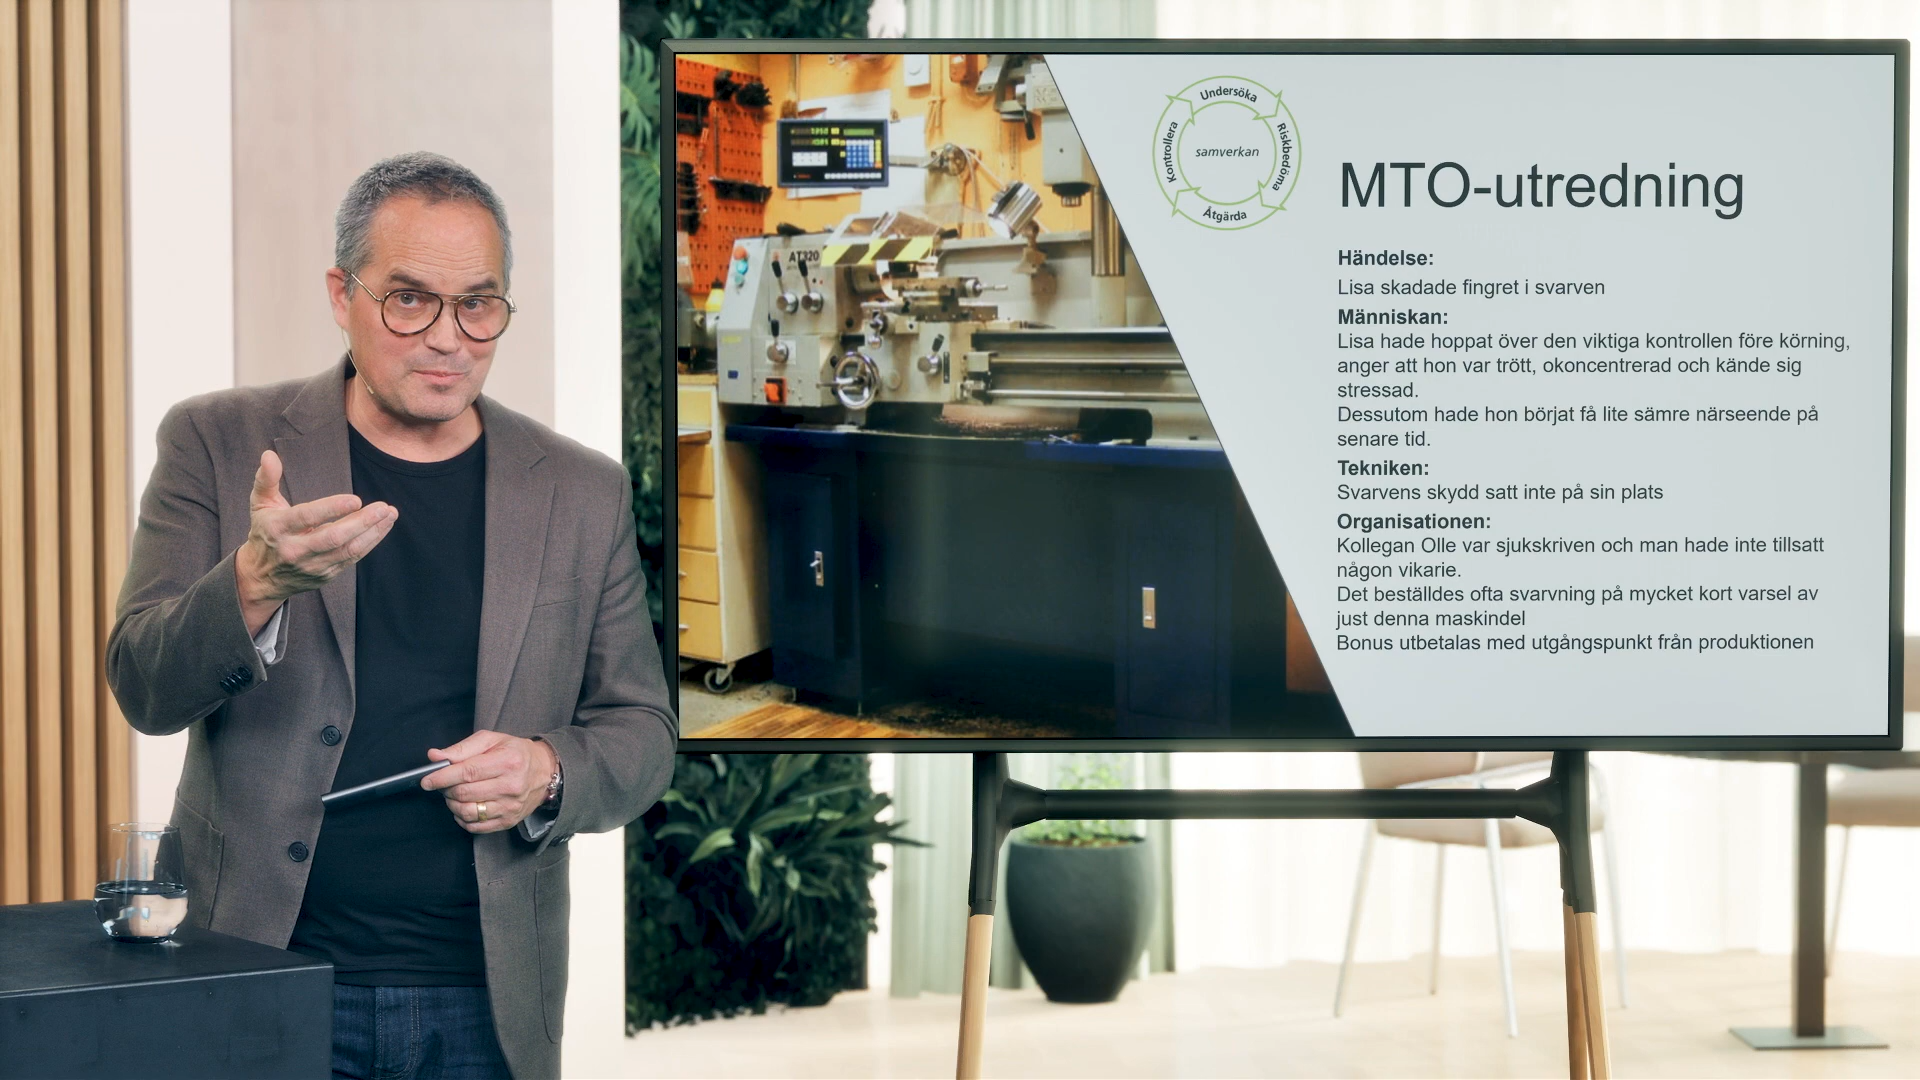 Undersöka
Riskbedöma
Åtgärda
Kontrollera
samverkan
MTO-utredning
Händelse:
Lisa skadade fingret i svarven
Människan:
Lisa hade hoppat över den viktiga kontrollen före körning,
anger att hon var trött, okoncentrerad och kände sig
stressad.
Dessutom hade hon börjat få lite sämre närseende på
senare tid.
Tekniken:
Svarvens skydd satt inte på sin plats
Organisationen:
Kollegan Olle var sjukskriven och man hade inte tillsatt
någon vikarie.
Det beställdes ofta svarvning på mycket kort varsel av
just denna maskindel
Bonus utbetalas med utgångspunkt från produktionen
AT320